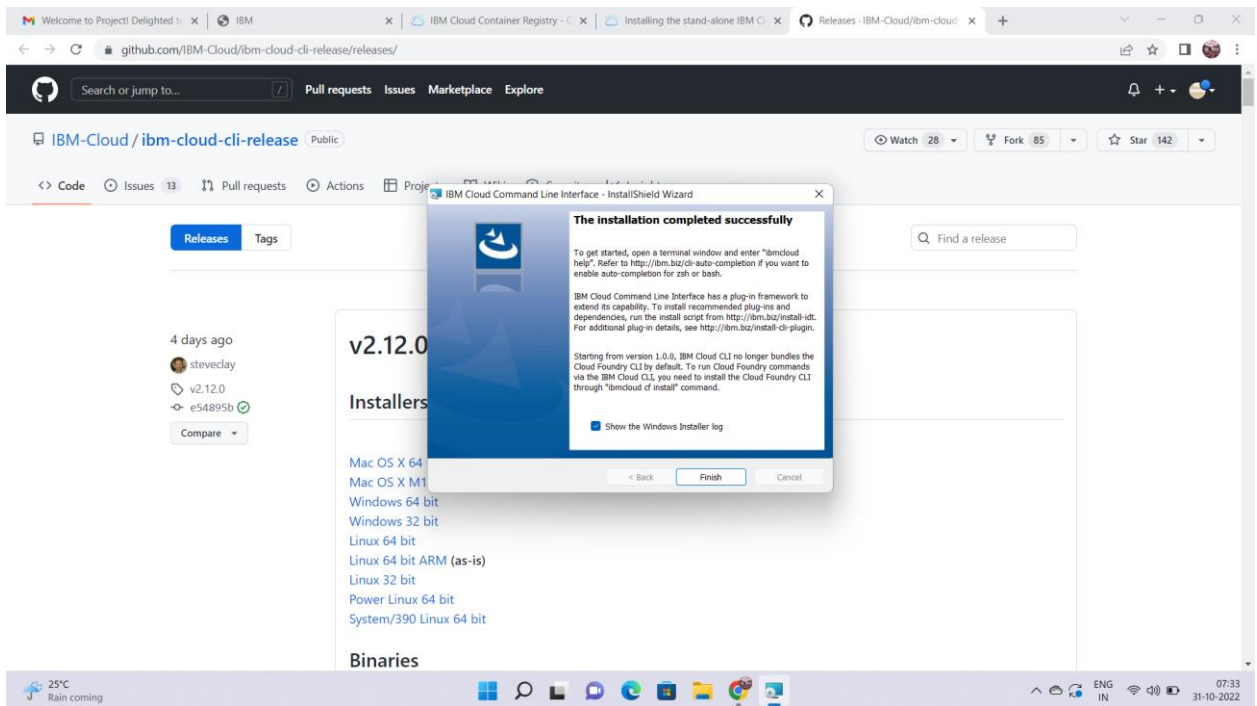 Welcome to Project! Delighted t
IBM
IBM Cloud Container Registry -
Installing the stand-alone IBM C
Releases · IBM-Cloud/ibm-cloud
github.com/IBM-Cloud/ibm-cloud-cli-release/releases/
Search or jump to...
/
Pull requests Issues Marketplace Explore
IBM-Cloud / ibm-cloud-cli-release Public
Watch 28
Fork 85
Star 142
<> Code
Issues 13
Pull requests
Actions
IBM Cloud Command Line Interface - InstallShield Wizard
The installation completed successfully
To get started, open a terminal window and enter "ibmcloud
help". Refer to http://ibm.biz/cli-auto-completion if you want to
enable auto-completion for zsh or bash.
IBM Cloud Command Line Interface has a plug-in framework to
extend its capability. To install recommended plug-ins and
dependencies, run the install script from http://ibm.biz/install-idt.
For additional plug-in details, see http://ibm.biz/install-cli-plugin.
Starting from version 1.0.0, IBM Cloud CLI no longer bundles the
Cloud Foundry CLI by default. To run Cloud Foundry commands
via the IBM Cloud CLI, you need to install the Cloud Foundry CLI
through "ibmcloud cf install" command.
Show the Windows Installer log
< Back
Finish
Cancel
Releases
Tags
Find a release
4 days ago
steveclay
v2.12.0
e54895b
Compare
v2.12.0
Installers
Mac OS X 64
Mac OS X M1
Windows 64 bit
Windows 32 bit
Linux 64 bit
Linux 64 bit ARM (as-is)
Linux 32 bit
Power Linux 64 bit
System/390 Linux 64 bit
Binaries
25°C
Rain coming
ENG
IN
07:33
31-10-2022